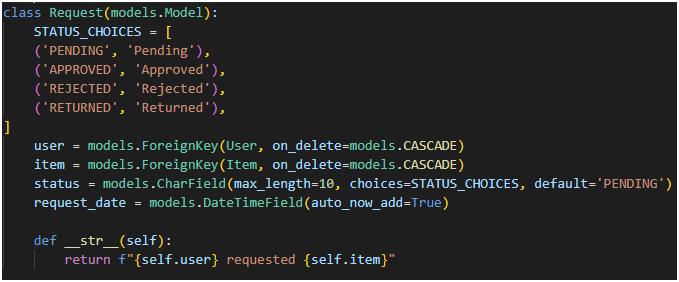 class Request(models.Model):
    STATUS_CHOICES = [
    ('PENDING', 'Pending'),
    ('APPROVED', 'Approved'),
    ('REJECTED', 'Rejected'),
    ('RETURNED', 'Returned'),
]
    user = models.ForeignKey(User, on_delete=models.CASCADE)
    item = models.ForeignKey(Item, on_delete=models.CASCADE)
    status = models.CharField(max_length=10, choices=STATUS_CHOICES, default='PENDING')
    request_date = models.DateTimeField(auto_now_add=True)

    def __str__(self):
        return f"{self.user} requested {self.item}"